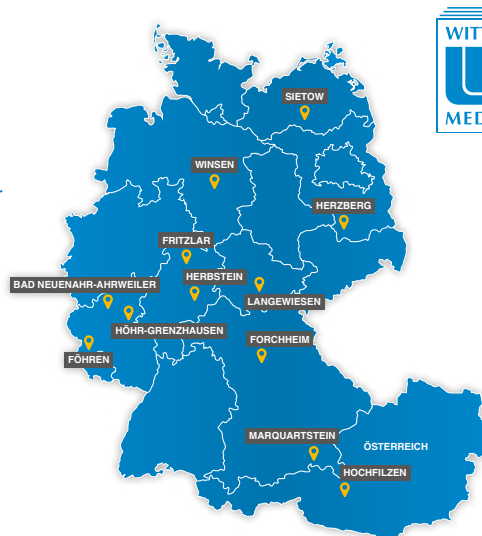 WIT
MED
SIETOW
WINSEN
HERZBERG
FRITZLAR
BAD NEUENAHR-AHRWEILER
HERBSTEIN
LANGEWIESEN
HÖHR-GRENZHAUSEN
FORCHHEIM
FÖHREN
MARQUARTSTEIN
ÖSTERREICH
HOCHFILZEN